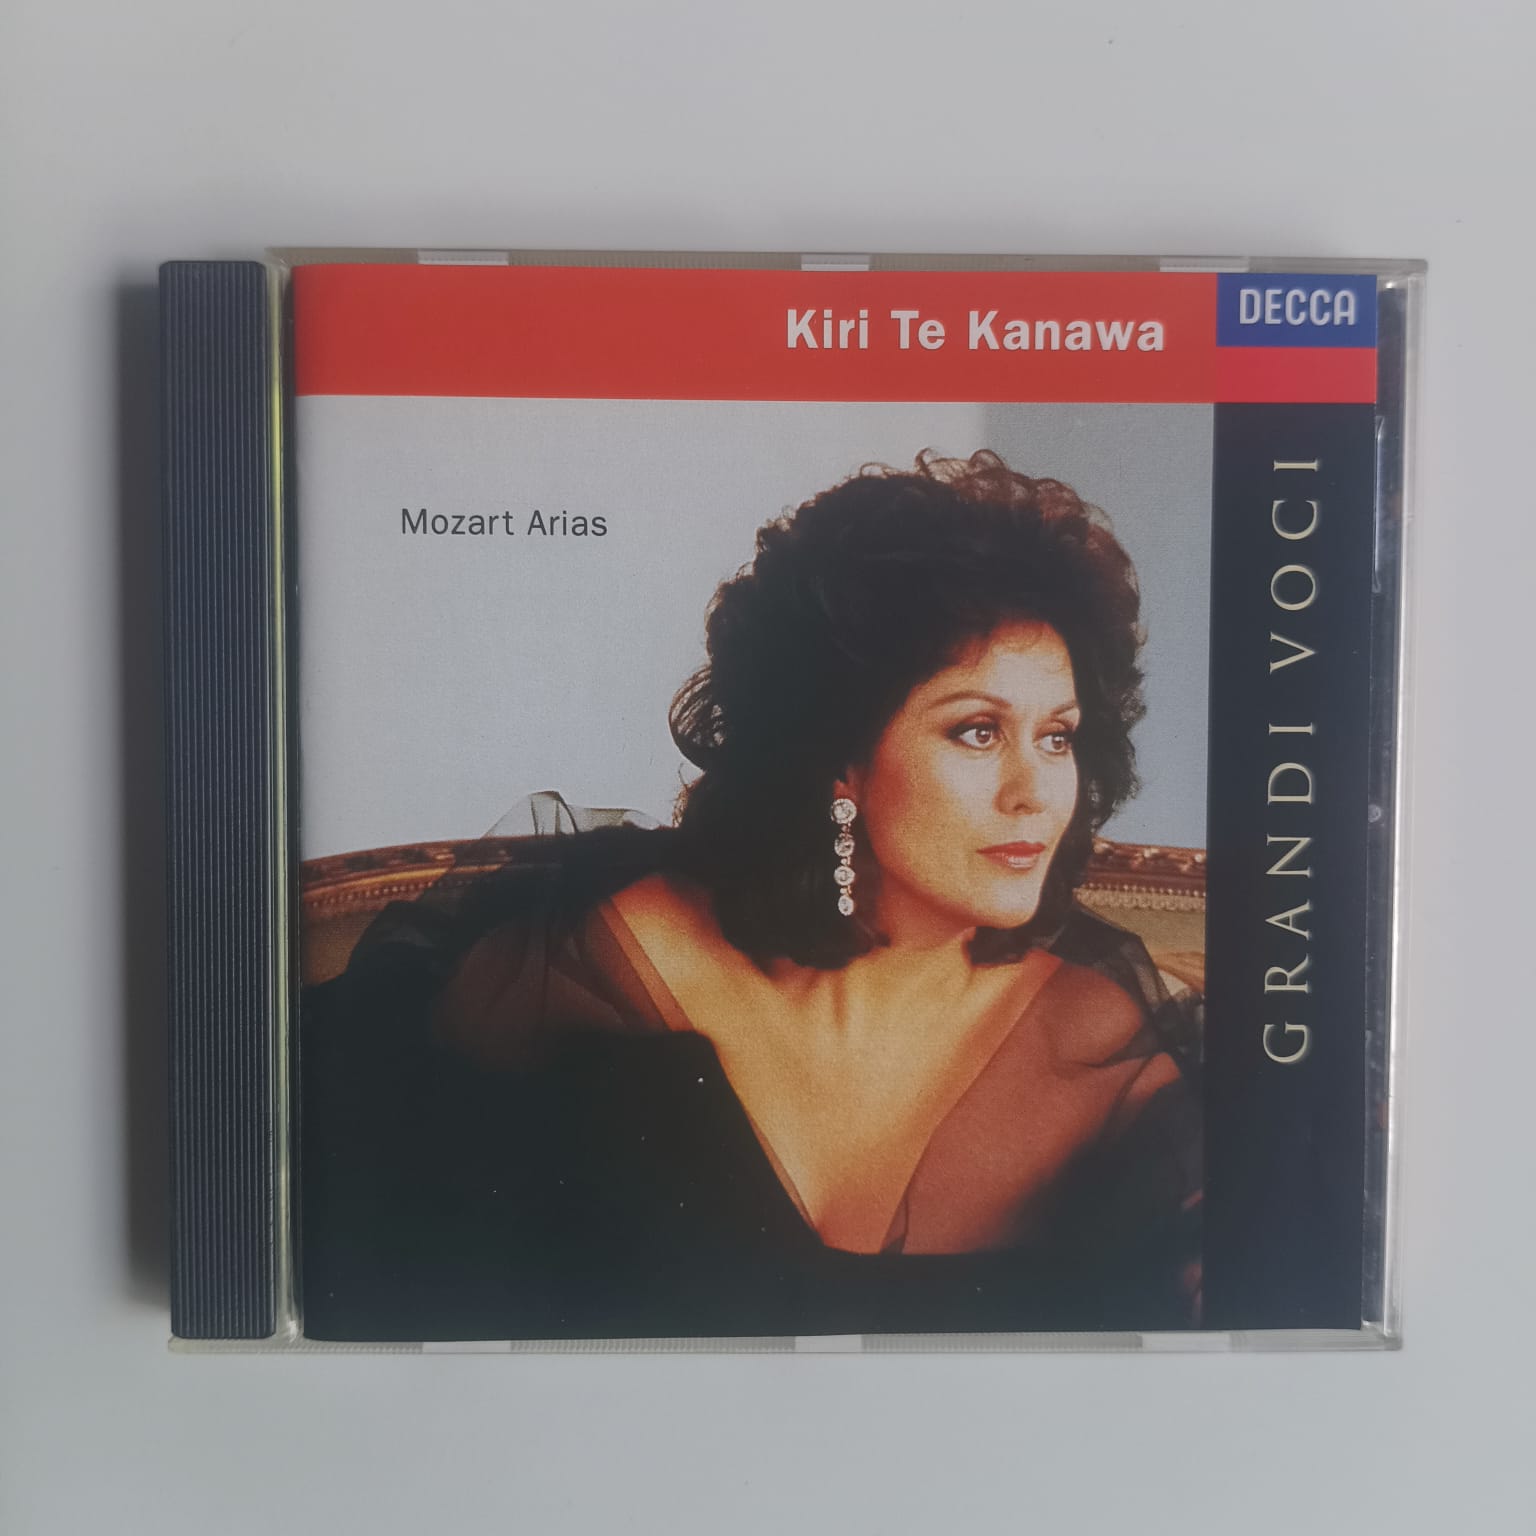 Kiri Te Kanawa
DECCA
Mozart Arias
GRANDI VOCI